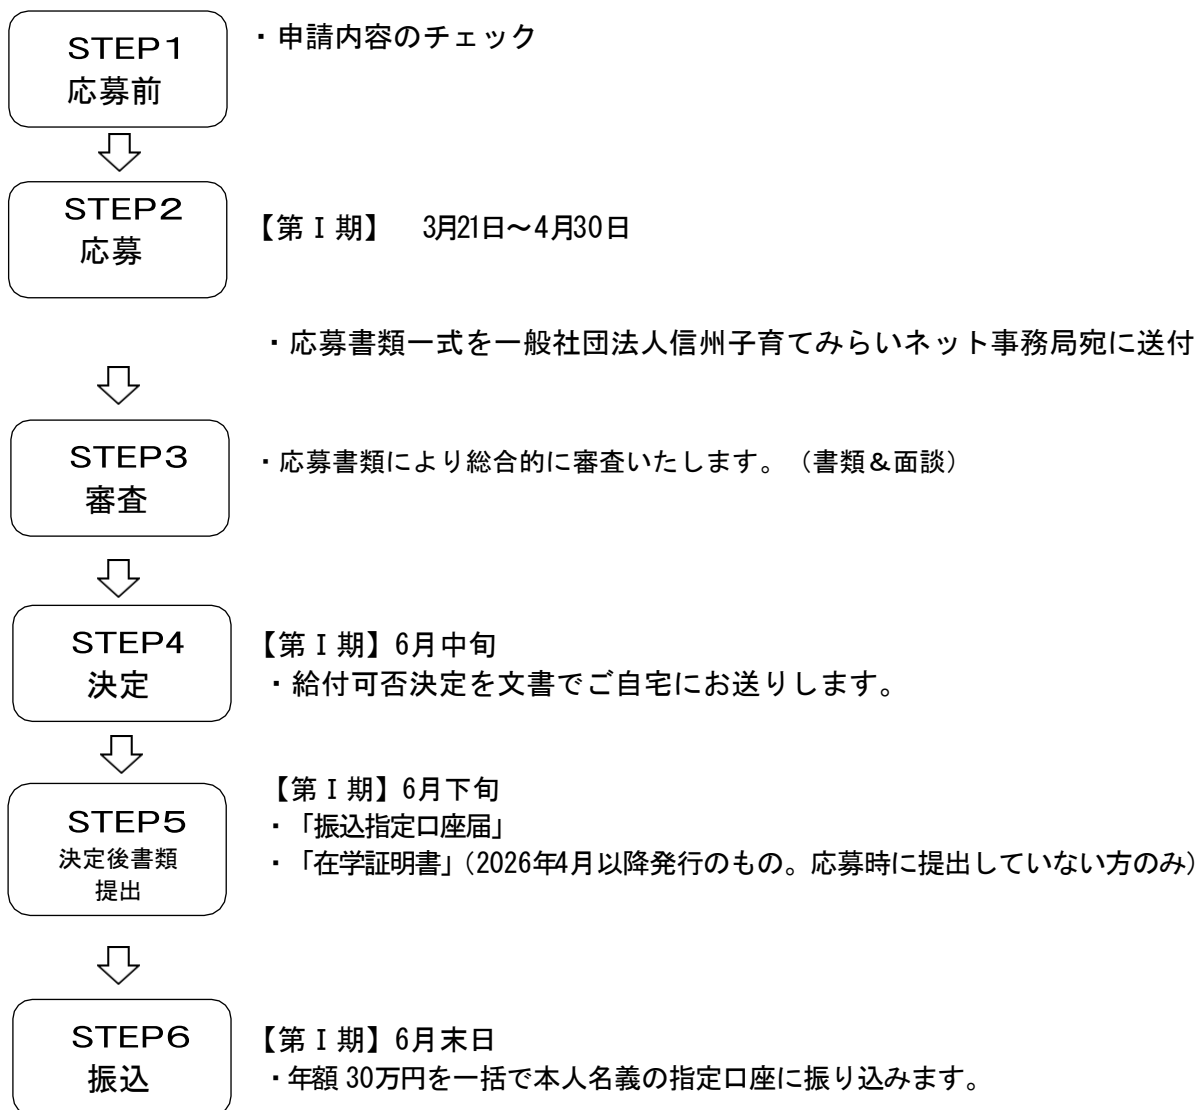 STEP1
応募前
・申請内容のチェック
STEP2
応募
【第Ⅰ期】　3月21日～4月30日
・応募書類一式を一般社団法人信州子育てみらいネット事務局宛に送付
STEP3
審査
・応募書類により総合的に審査いたします。（書類＆面談）
STEP4
決定
【第Ⅰ期】6月中旬
・給付可否決定を文書でご自宅にお送りします。
STEP5
決定後書類
提出
【第Ⅰ期】6月下旬
・「振込指定口座届」
・「在学証明書」（2026年4月以降発行のもの。応募時に提出していない方のみ）
STEP6
振込
【第Ⅰ期】6月末日
・年額 30万円を一括で本人名義の指定口座に振り込みます。